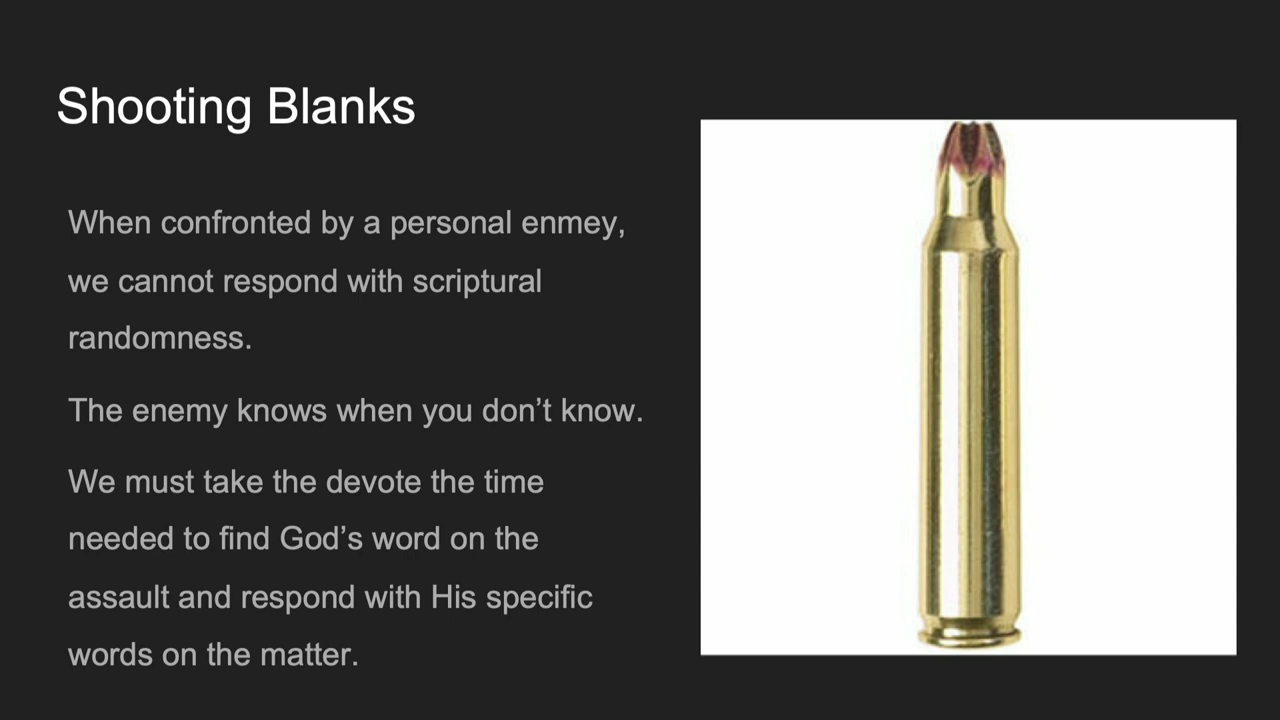 Shooting Blanks
When confronted by a personal enmey,
we cannot respond with scriptural
randomness.
The enemy knows when you don’t know.
We must take the devote the time
needed to find God’s word on the
assault and respond with His specific
words on the matter.